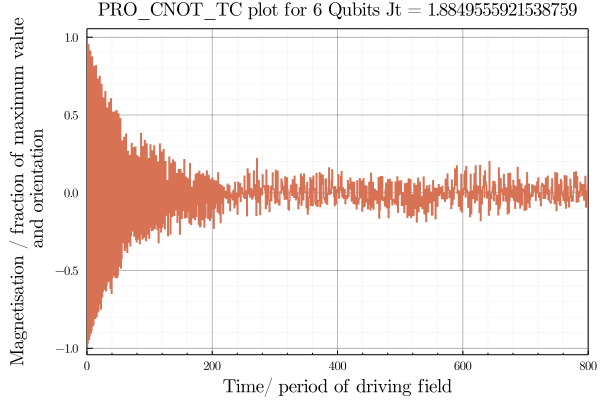 PRO_CNOT_TC plot for 6 Qubits Jt = 1.8849555921538759
Magnetisation / fraction of maximum value
and orientation
1.0
0.5
0.0
−0.5
−1.0
0 200 400 600 800
Time/ period of driving field